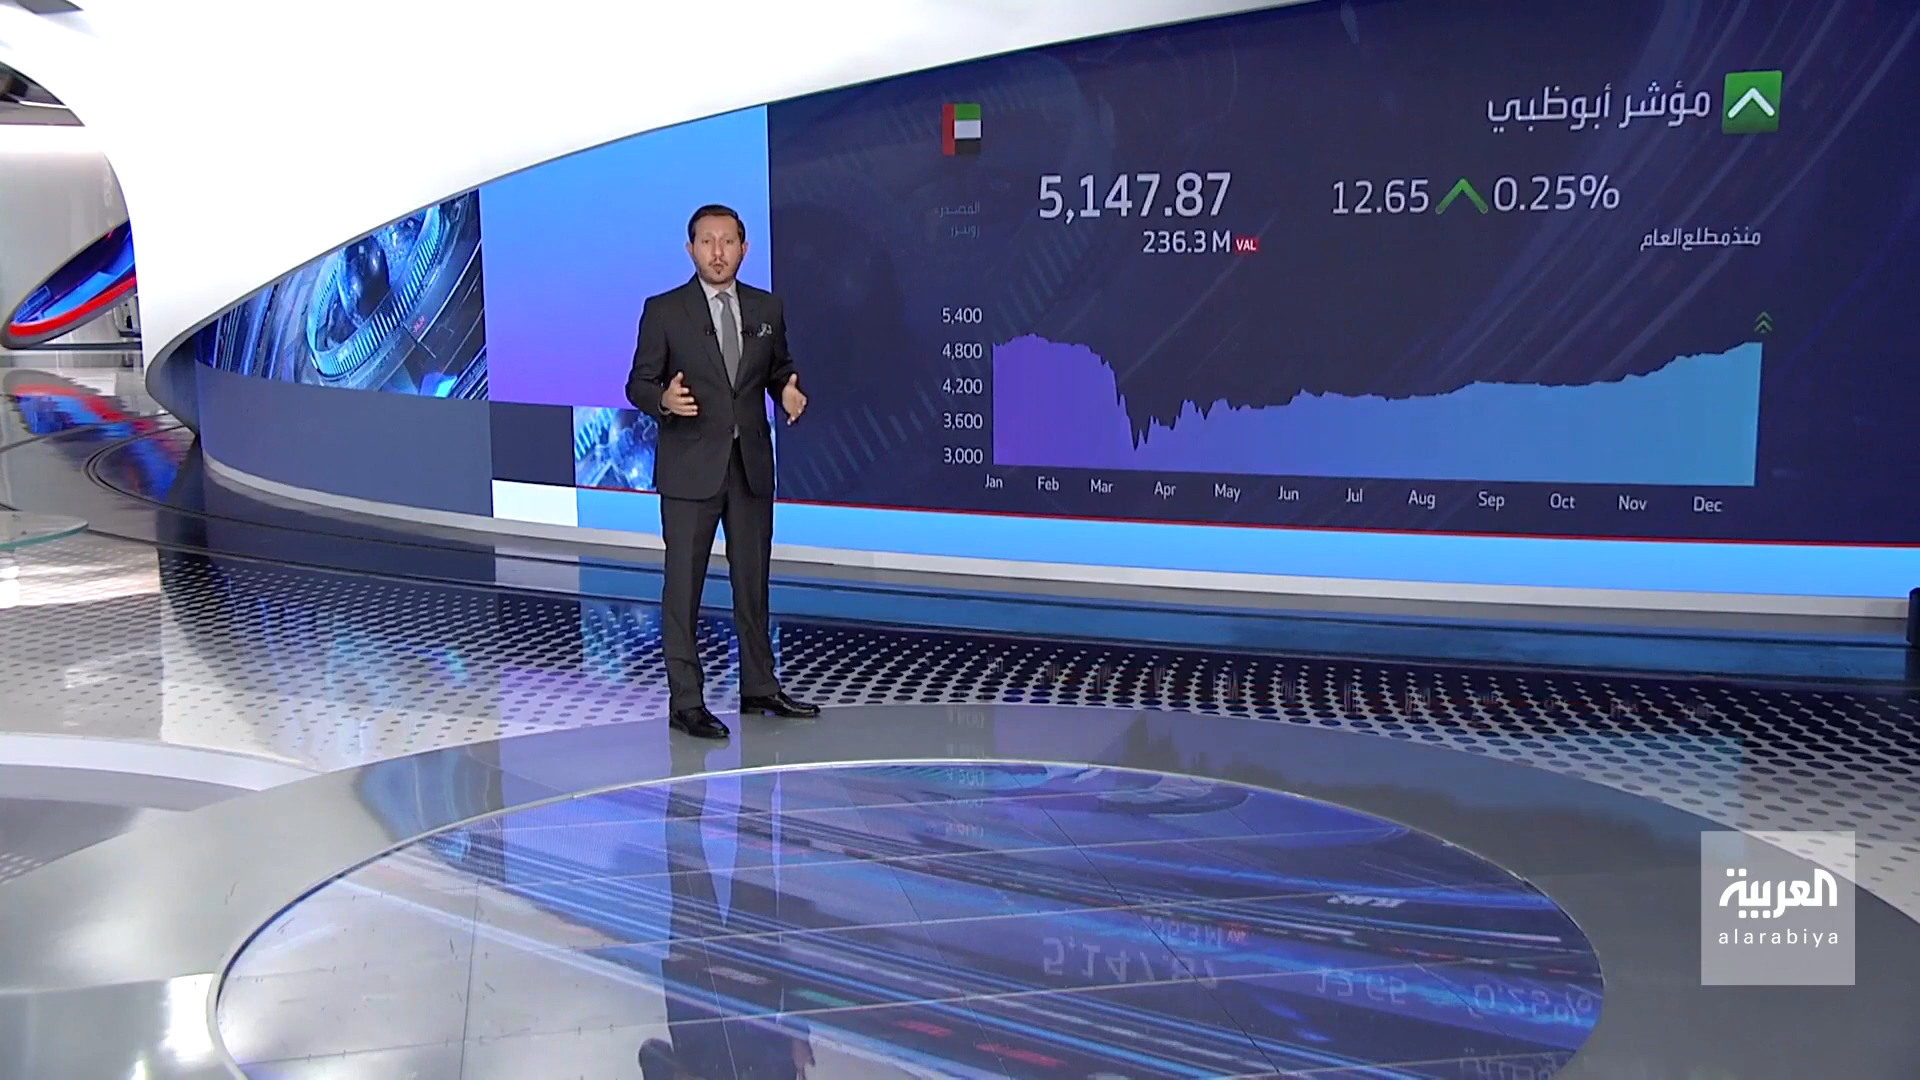 مؤشر أبوظبي
5,147.87
12.65 0.25%
236.3 M VAL
منذ مطلع العام
المصدر:
رويترز
5,400
4,800
4,200
3,600
3,000
Jan Feb Mar Apr May Jun Jul Aug Sep Oct Nov Dec
العربية
alarabiya